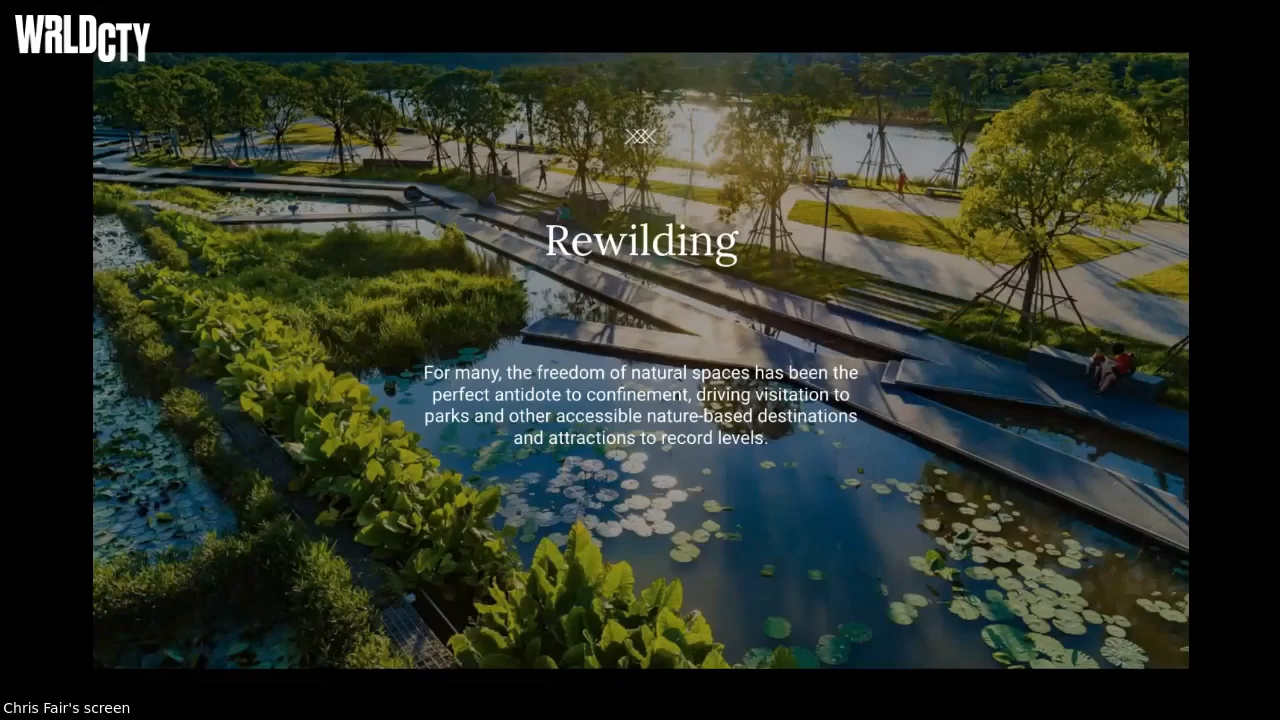 WRLDCTY
Rewilding
For many, the freedom of natural spaces has been the
perfect antidote to confinement, driving visitation to
parks and other accessible nature-based destinations
and attractions to record levels.
Chris Fair's screen